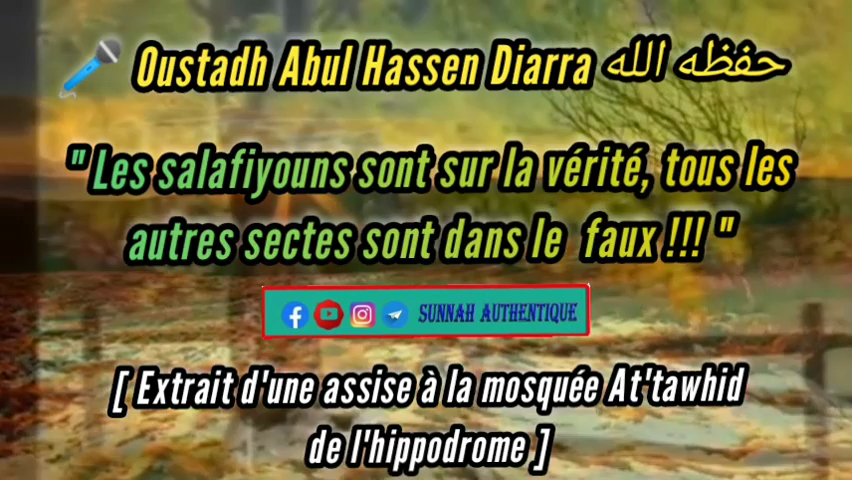 Oustadh Abul Hassen Diarra حفظه الله
" Les salafiyouns sont sur la vérité, tous les
autres sectes sont dans le faux !!! "
SUNNAH AUTHENTIQUE
[ Extrait d'une assise à la mosquée At'tawhid
de l'hippodrome ]